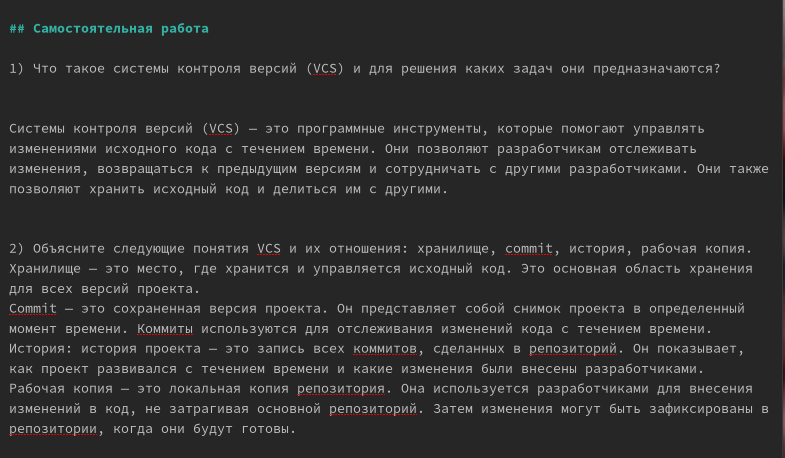 ## Самостоятельная работа
1) Что такое системы контроля версий (VCS) и для решения каких задач они предназначаются?
Системы контроля версий (VCS) — это программные инструменты, которые помогают управлять
изменениями исходного кода с течением времени. Они позволяют разработчикам отслеживать
изменения, возвращаться к предыдущим версиям и сотрудничать с другими разработчиками. Они также
позволяют хранить исходный код и делиться им с другими.
2) Объясните следующие понятия VCS и их отношения: хранилище, commit, история, рабочая копия.
Хранилище — это место, где хранится и управляется исходный код. Это основная область хранения
для всех версий проекта.
Commit — это сохраненная версия проекта. Он представляет собой снимок проекта в определенный
момент времени. Коммиты используются для отслеживания изменений кода с течением времени.
История: история проекта — это запись всех коммитов, сделанных в репозиторий. Он показывает,
как проект развивался с течением времени и какие изменения были внесены разработчиками.
Рабочая копия — это локальная копия репозитория. Она используется разработчиками для внесения
изменений в код, не затрагивая основной репозиторий. Затем изменения могут быть зафиксированы в
репозитории, когда они будут готовы.